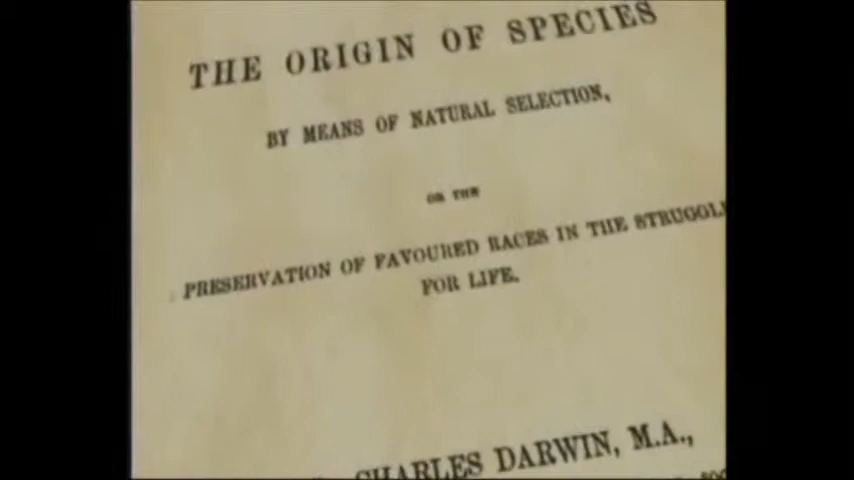 THE ORIGIN OF SPECIES
BY MEANS OF NATURAL SELECTION,
OR THE
PRESERVATION OF FAVOURED RACES IN THE STRUGGLE
FOR LIFE.
CHARLES DARWIN, M.A.,